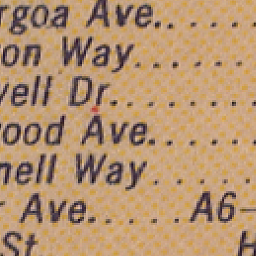 rgoa Ave......
on Way......
vell Dr.......
ood Ave......
nell Way......
r Ave.....A6-
St. H